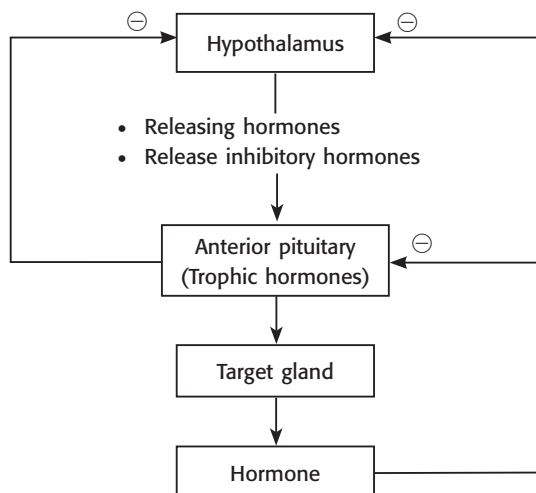 ⊖ ⊖
Hypothalamus
• Releasing hormones
• Release inhibitory hormones
⊖
Anterior pituitary
(Trophic hormones)
Target gland
Hormone